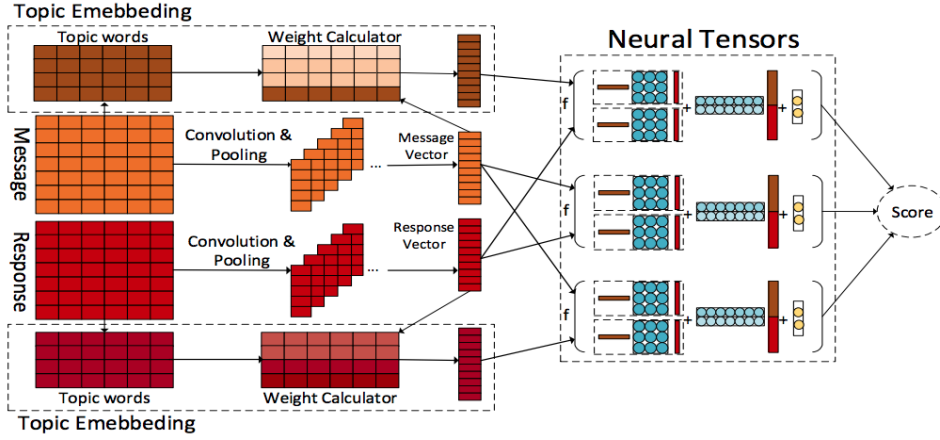 Topic Emebbeding
Topic words
Weight Calculator
Neural Tensors
f
+
+
Message
Convolution &
Pooling
...
Message
Vector
f
+
+
Score
Response
Convolution &
Pooling
...
Response
Vector
f
+
+
Topic words
Weight Calculator
Topic Emebbeding